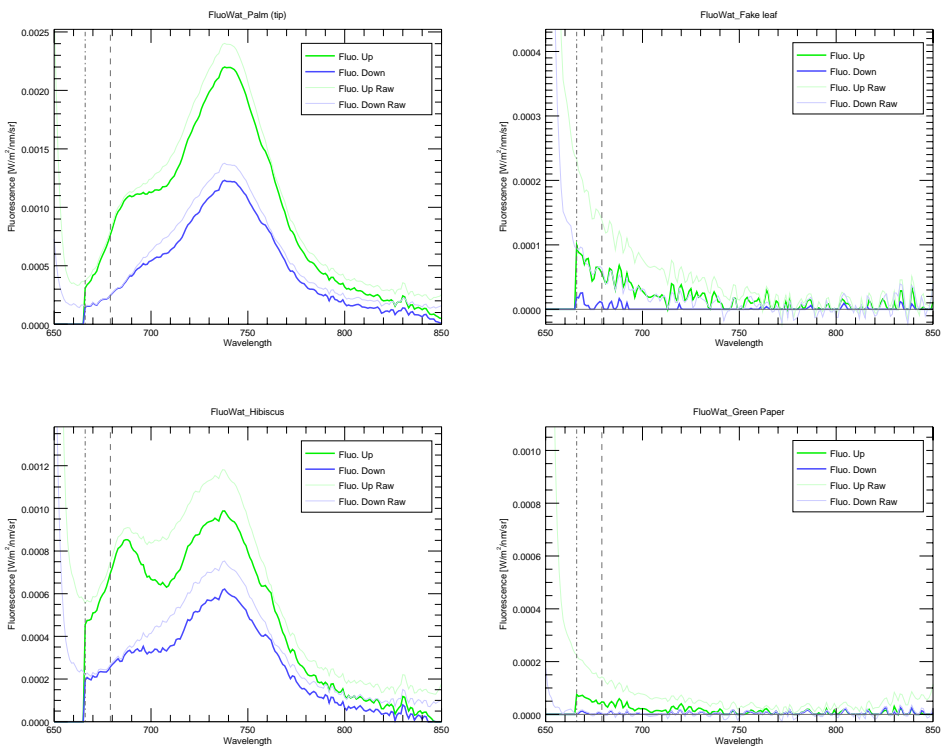 FluoWat_Palm (tip)
0.0025
0.0020
0.0015
0.0010
0.0005
0.0000
Fluorescence [W/m²/nm/sr]
Fluo. Up
Fluo. Down
Fluo. Up Raw
Fluo. Down Raw
650 700 750 800 850
Wavelength
FluoWat_Fake leaf
0.0004
0.0003
0.0002
0.0001
0.0000
Fluorescence [W/m²/nm/sr]
Fluo. Up
Fluo. Down
Fluo. Up Raw
Fluo. Down Raw
650 700 750 800 850
Wavelength
FluoWat_Hibiscus
0.0012
0.0010
0.0008
0.0006
0.0004
0.0002
0.0000
Fluorescence [W/m²/nm/sr]
Fluo. Up
Fluo. Down
Fluo. Up Raw
Fluo. Down Raw
650 700 750 800 850
Wavelength
FluoWat_Green Paper
0.0010
0.0008
0.0006
0.0004
0.0002
0.0000
Fluorescence [W/m²/nm/sr]
Fluo. Up
Fluo. Down
Fluo. Up Raw
Fluo. Down Raw
650 700 750 800 850
Wavelength